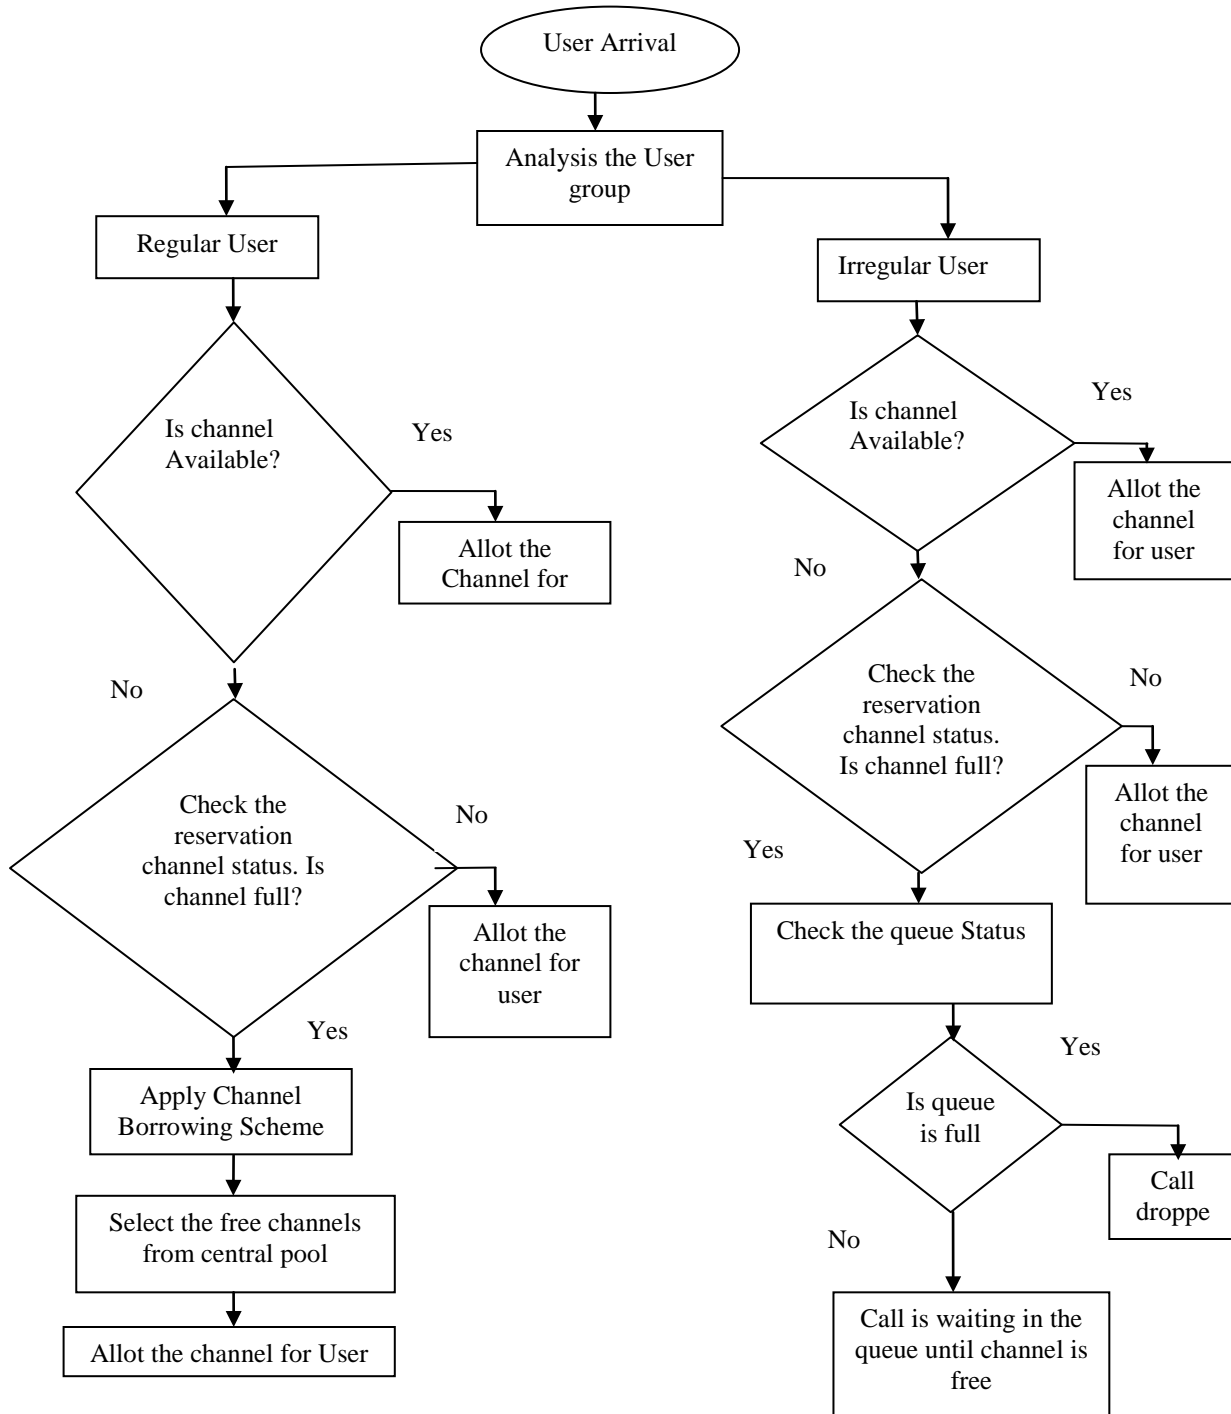 User Arrival
Analysis the User
group
Regular User
Irregular User
Is channel
Available?
Yes
Allot the
Channel for
No
Check the
reservation
channel status. Is
channel full?
No
Allot the
channel for
user
Yes
Apply Channel
Borrowing Scheme
Select the free channels
from central pool
Allot the channel for User
Is channel
Available?
Yes
Allot the
channel
for user
No
Check the
reservation
channel status.
Is channel full?
No
Allot the
channel
for user
Yes
Check the queue Status
Is queue
is full
Yes
Call
droppe
No
Call is waiting in the
queue until channel is
free